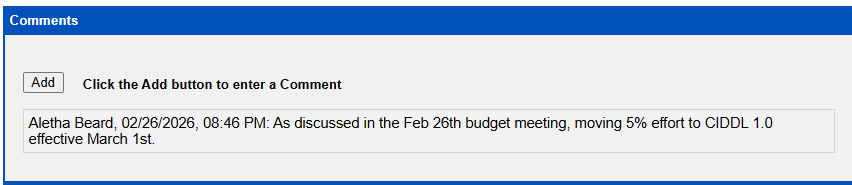 Comments
Add Click the Add button to enter a Comment
Aletha Beard, 02/26/2026, 08:46 PM: As discussed in the Feb 26th budget meeting, moving 5% effort to CIDDL 1.0
effective March 1st.